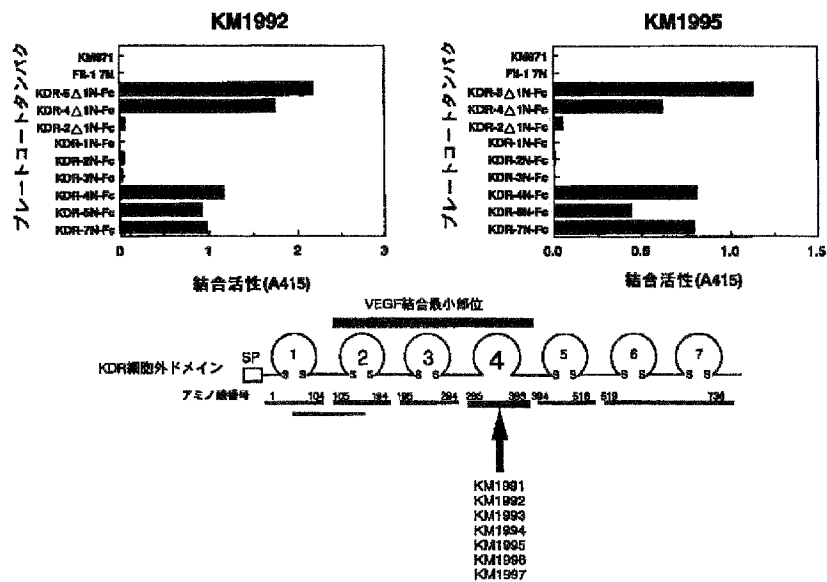 KM1992
プレートコートタンパク
KM871
Flt-1 7N
KDR-5△1N-Fc
KDR-4△1N-Fc
KDR-2△1N-Fc
KDR-1N-Fc
KDR-2N-Fc
KDR-3N-Fc
KDR-4N-Fc
KDR-5N-Fc
KDR-7N-Fc
0 1 2 3
結合活性(A415)
KM1995
プレートコートタンパク
KM871
Flt-1 7N
KDR-5△1N-Fc
KDR-4△1N-Fc
KDR-2△1N-Fc
KDR-1N-Fc
KDR-2N-Fc
KDR-3N-Fc
KDR-4N-Fc
KDR-5N-Fc
KDR-7N-Fc
0.0 0.5 1.0 1.5
結合活性(A415)
VEGF結合最小部位
SP 1 2 3 4 5 6 7
KDR細胞外ドメイン
S S S S S S S S S S S S
アミノ酸番号 1 104 105 194 195 284 285 393 394 518 519 738
KM1991
KM1992
KM1993
KM1994
KM1995
KM1996
KM1997